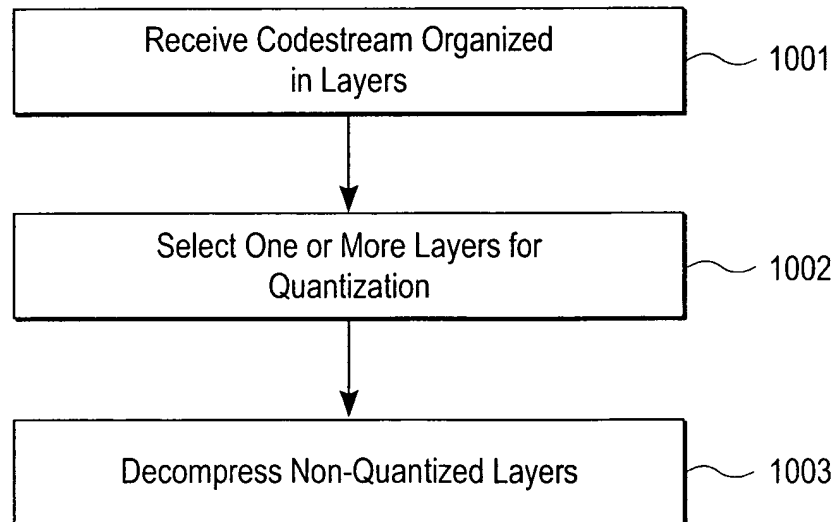 Receive Codestream Organized
in Layers
1001
Select One or More Layers for
Quantization
1002
Decompress Non-Quantized Layers
1003